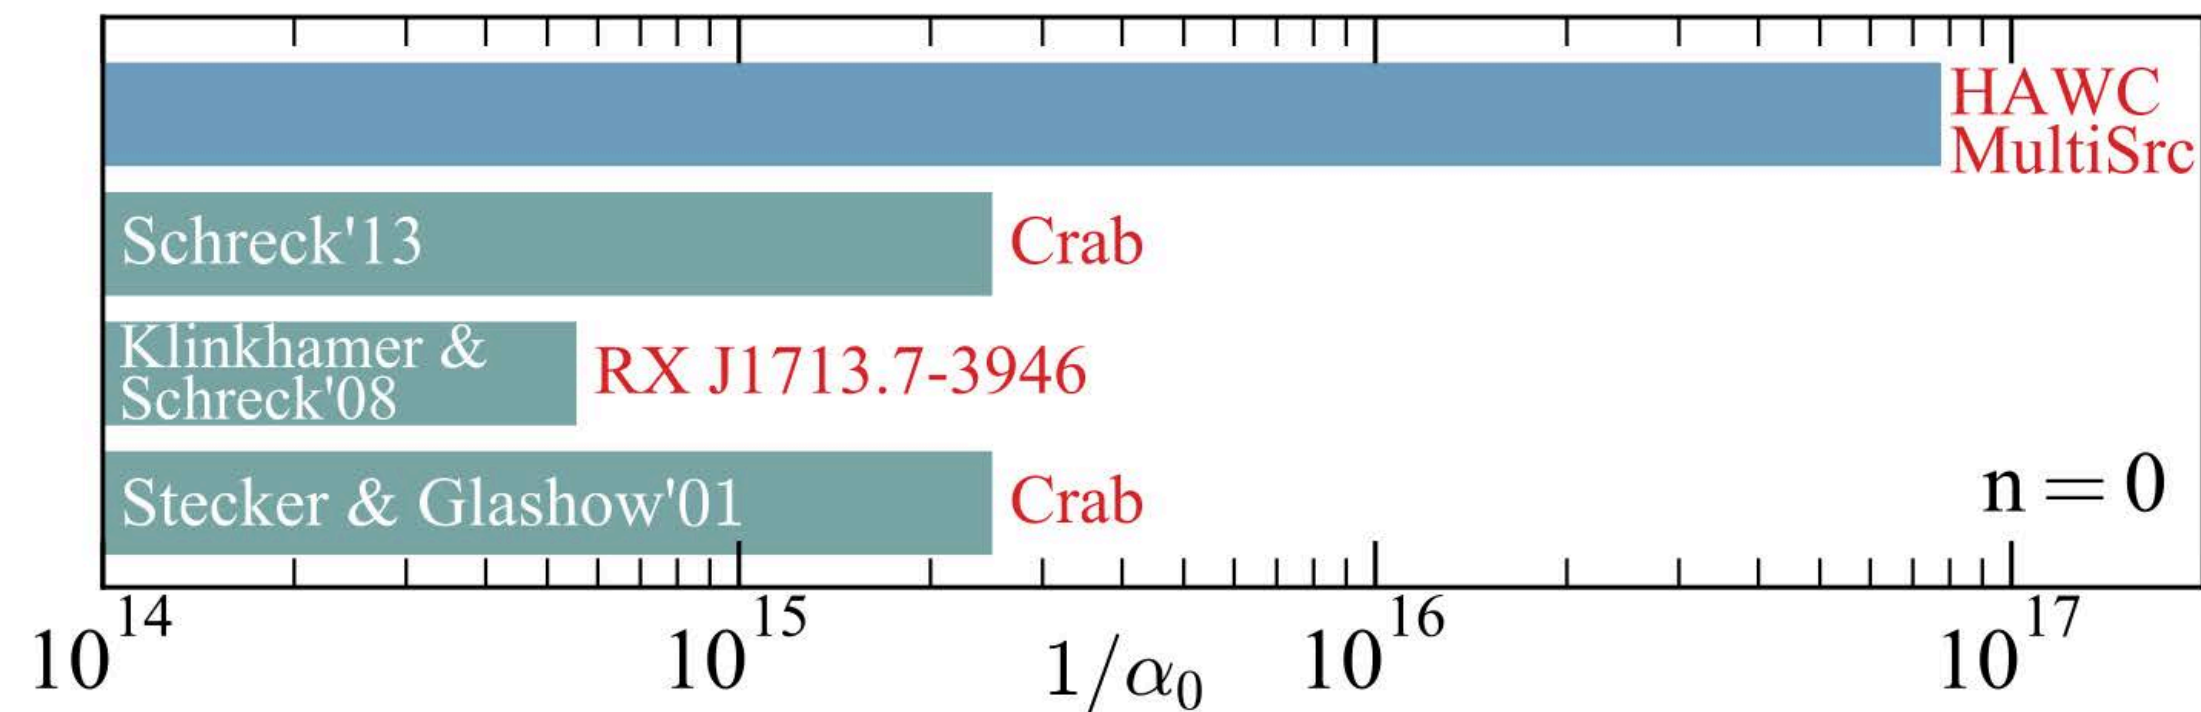 HAWC
MultiSrc
Schreck'13 Crab
Klinkhamer &
Schreck'08
RX J1713.7-3946
Stecker & Glashow'01 Crab
n = 0
10^14 10^15 1/α₀ 10^16 10^17